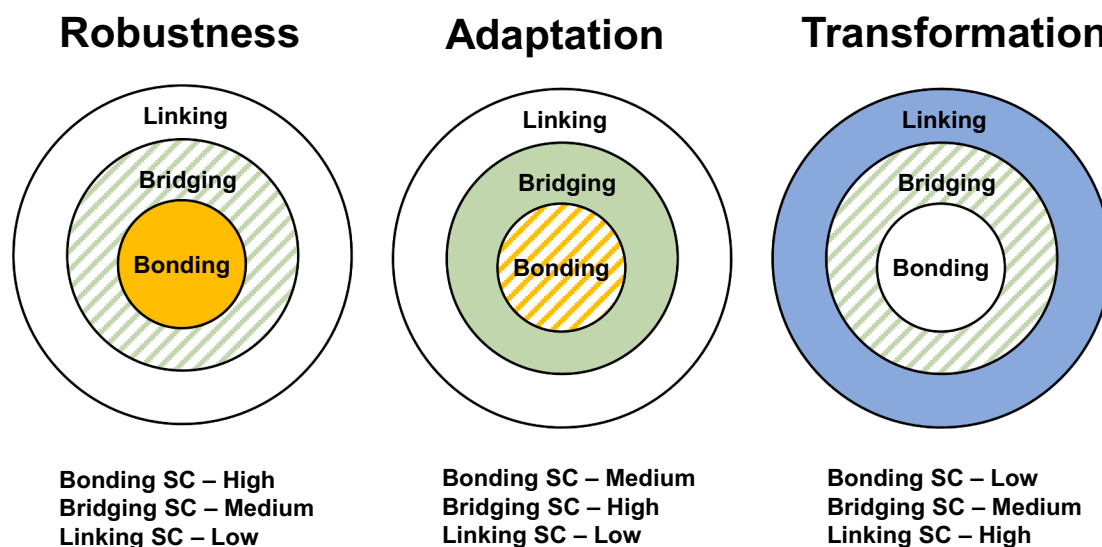 Robustness
Linking
Bridging
Bonding
Bonding SC – High
Bridging SC – Medium
Linking SC – Low
Adaptation
Linking
Bridging
Bonding
Bonding SC – Medium
Bridging SC – High
Linking SC – Low
Transformation
Linking
Bridging
Bonding
Bonding SC – Low
Bridging SC – Medium
Linking SC – High